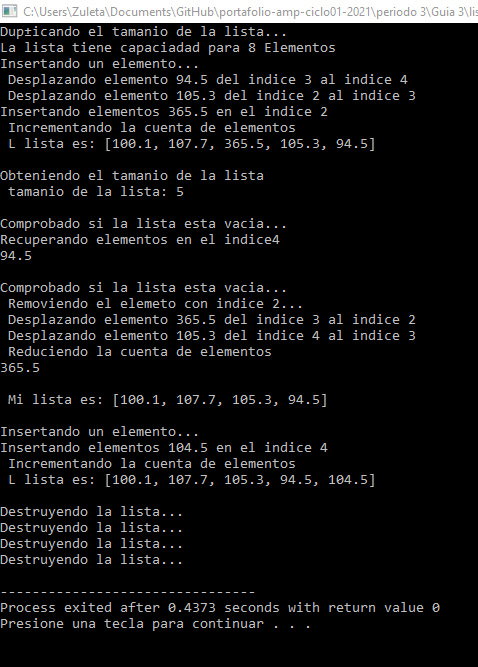 C:\Users\Zuleta\Documents\GitHub\portafolio-amp-ciclo01-2021\periodo 3\Guia 3\lis
Dupticando el tamanio de la lista...
La lista tiene capaciadad para 8 Elementos
Insertando un elemento...
Desplazando elemento 94.5 del indice 3 al indice 4
Desplazando elemento 105.3 del indice 2 al indice 3
Insertando elementos 365.5 en el indice 2
Incrementando la cuenta de elementos
L lista es: [100.1, 107.7, 365.5, 105.3, 94.5]
Obteniendo el tamanio de la lista
tamanio de la lista: 5
Comprobado si la lista esta vacia...
Recuperando elementos en el indice4
94.5
Comprobado si la lista esta vacia...
Removiendo el elemeto con indice 2...
Desplazando elemento 365.5 del indice 3 al indice 2
Desplazando elemento 105.3 del indice 4 al indice 3
Reduciendo la cuenta de elementos
365.5
Mi lista es: [100.1, 107.7, 105.3, 94.5]
Insertando un elemento...
Insertando elementos 104.5 en el indice 4
Incrementando la cuenta de elementos
L lista es: [100.1, 107.7, 105.3, 94.5, 104.5]
Destruyendo la lista...
Destruyendo la lista...
Destruyendo la lista...
Destruyendo la lista...
--------------------------------
Process exited after 0.4373 seconds with return value 0
Presione una tecla para continuar . . .